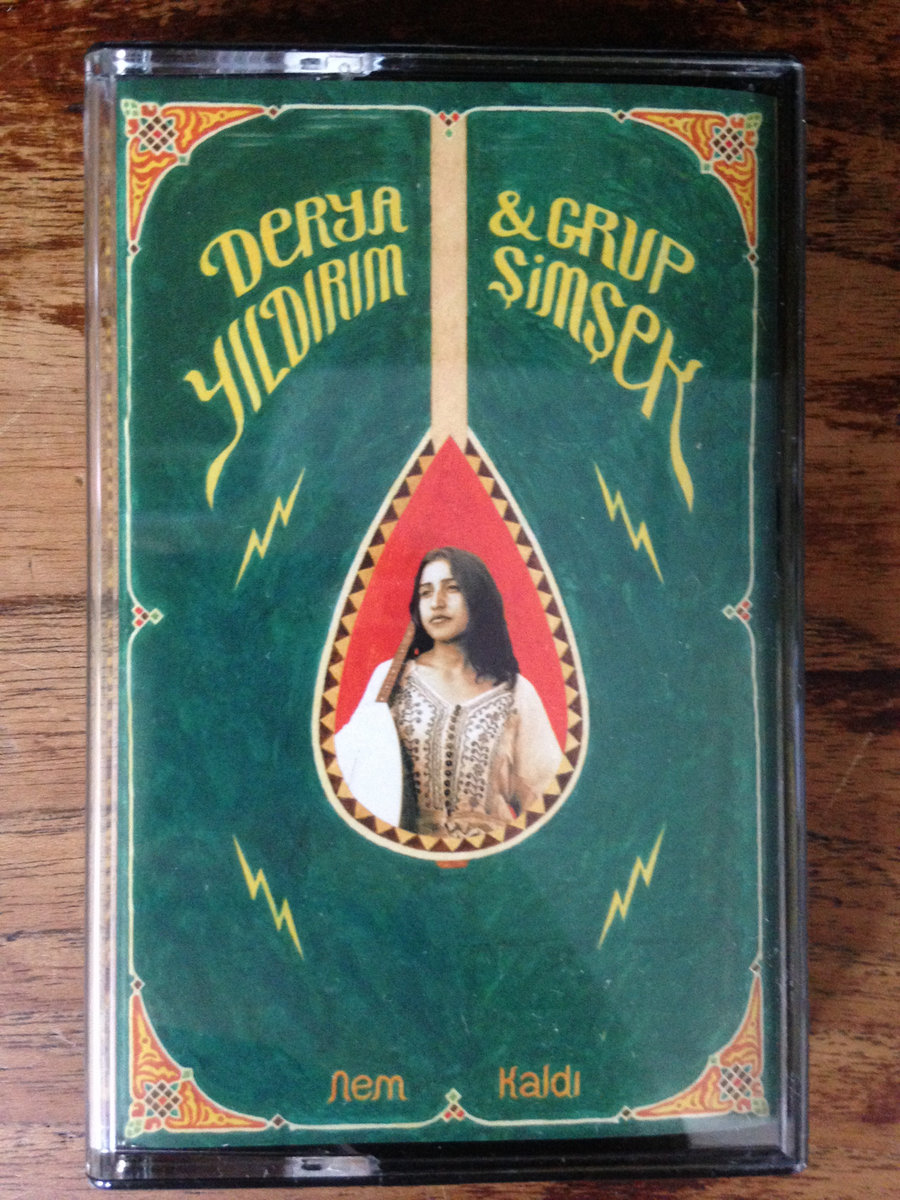 DERYA
YILDIRIM
& GRUP
ŞİMŞEK
Nem Kaldı